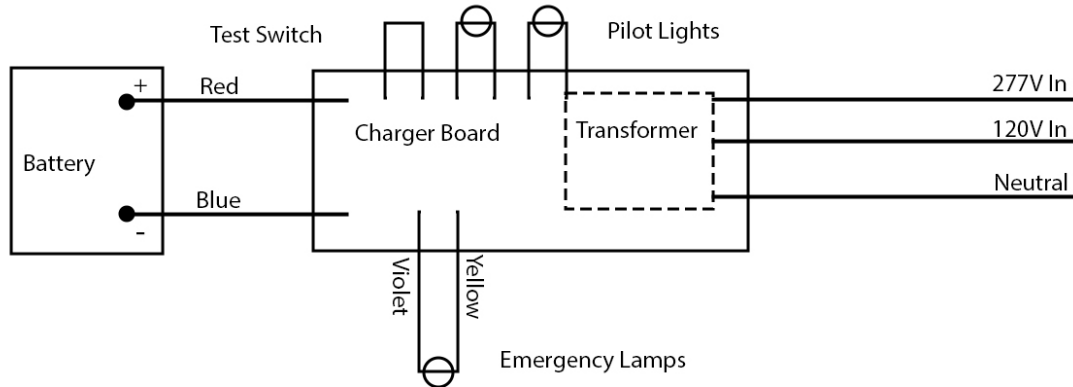 Test Switch
Pilot Lights
+
Red
277V In
Charger Board
Transformer
120V In
Battery
Blue
Neutral
-
Violet
Yellow
Emergency Lamps